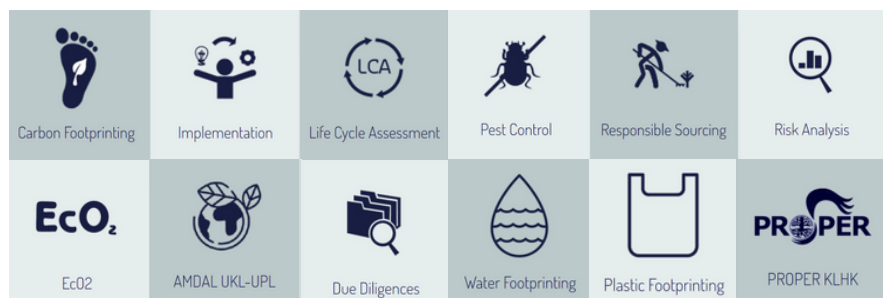 LCA
Carbon Footprinting
Implementation
Life Cycle Assessment
Pest Control
Responsible Sourcing
Risk Analysis
EcO₂
PROPER
EcO2
AMDAL UKL-UPL
Due Diligences
Water Footprinting
Plastic Footprinting
PROPER KLHK